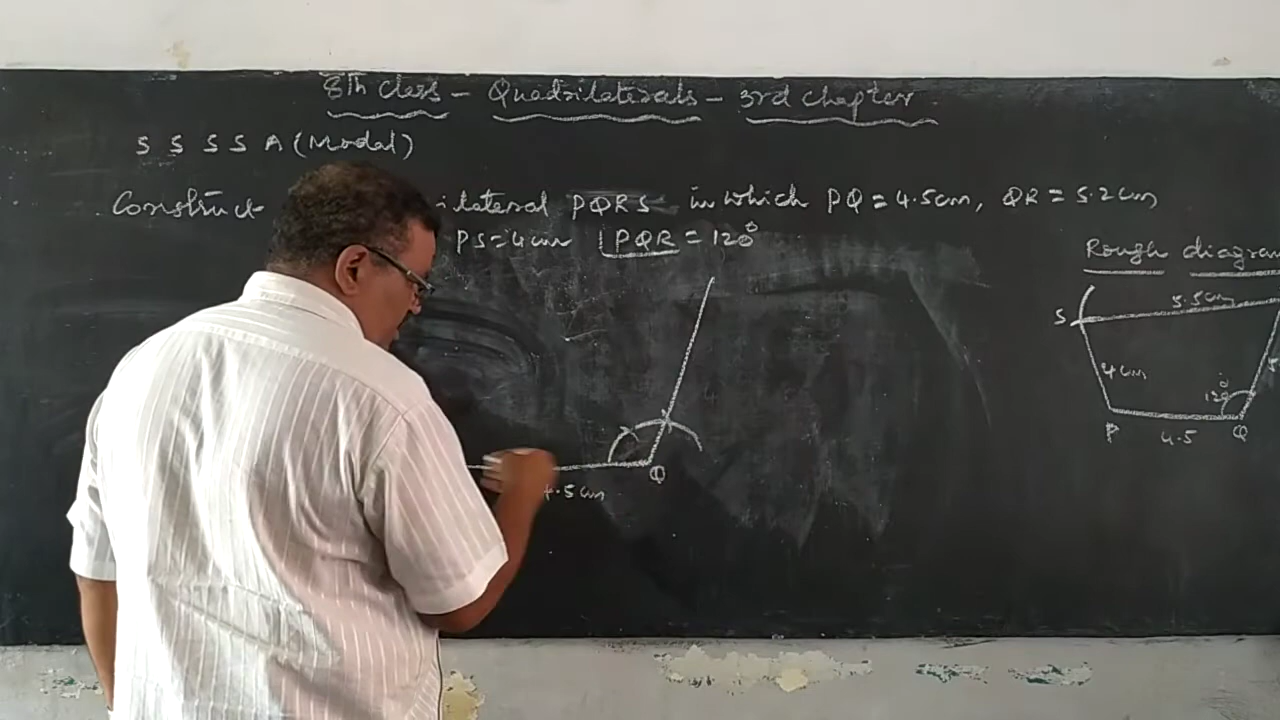 8Th class - Quadrilaterals - 3rd chapter
S S S S A (Modal)
Construct ilateral PQRS in which PQ = 4.5cm, QR = 5.2cm
PS=4cm ∠PQR = 120°
Rough diagram
5.5cm
S
4cm
120°
P 4.5 Q
Q
4.5cm